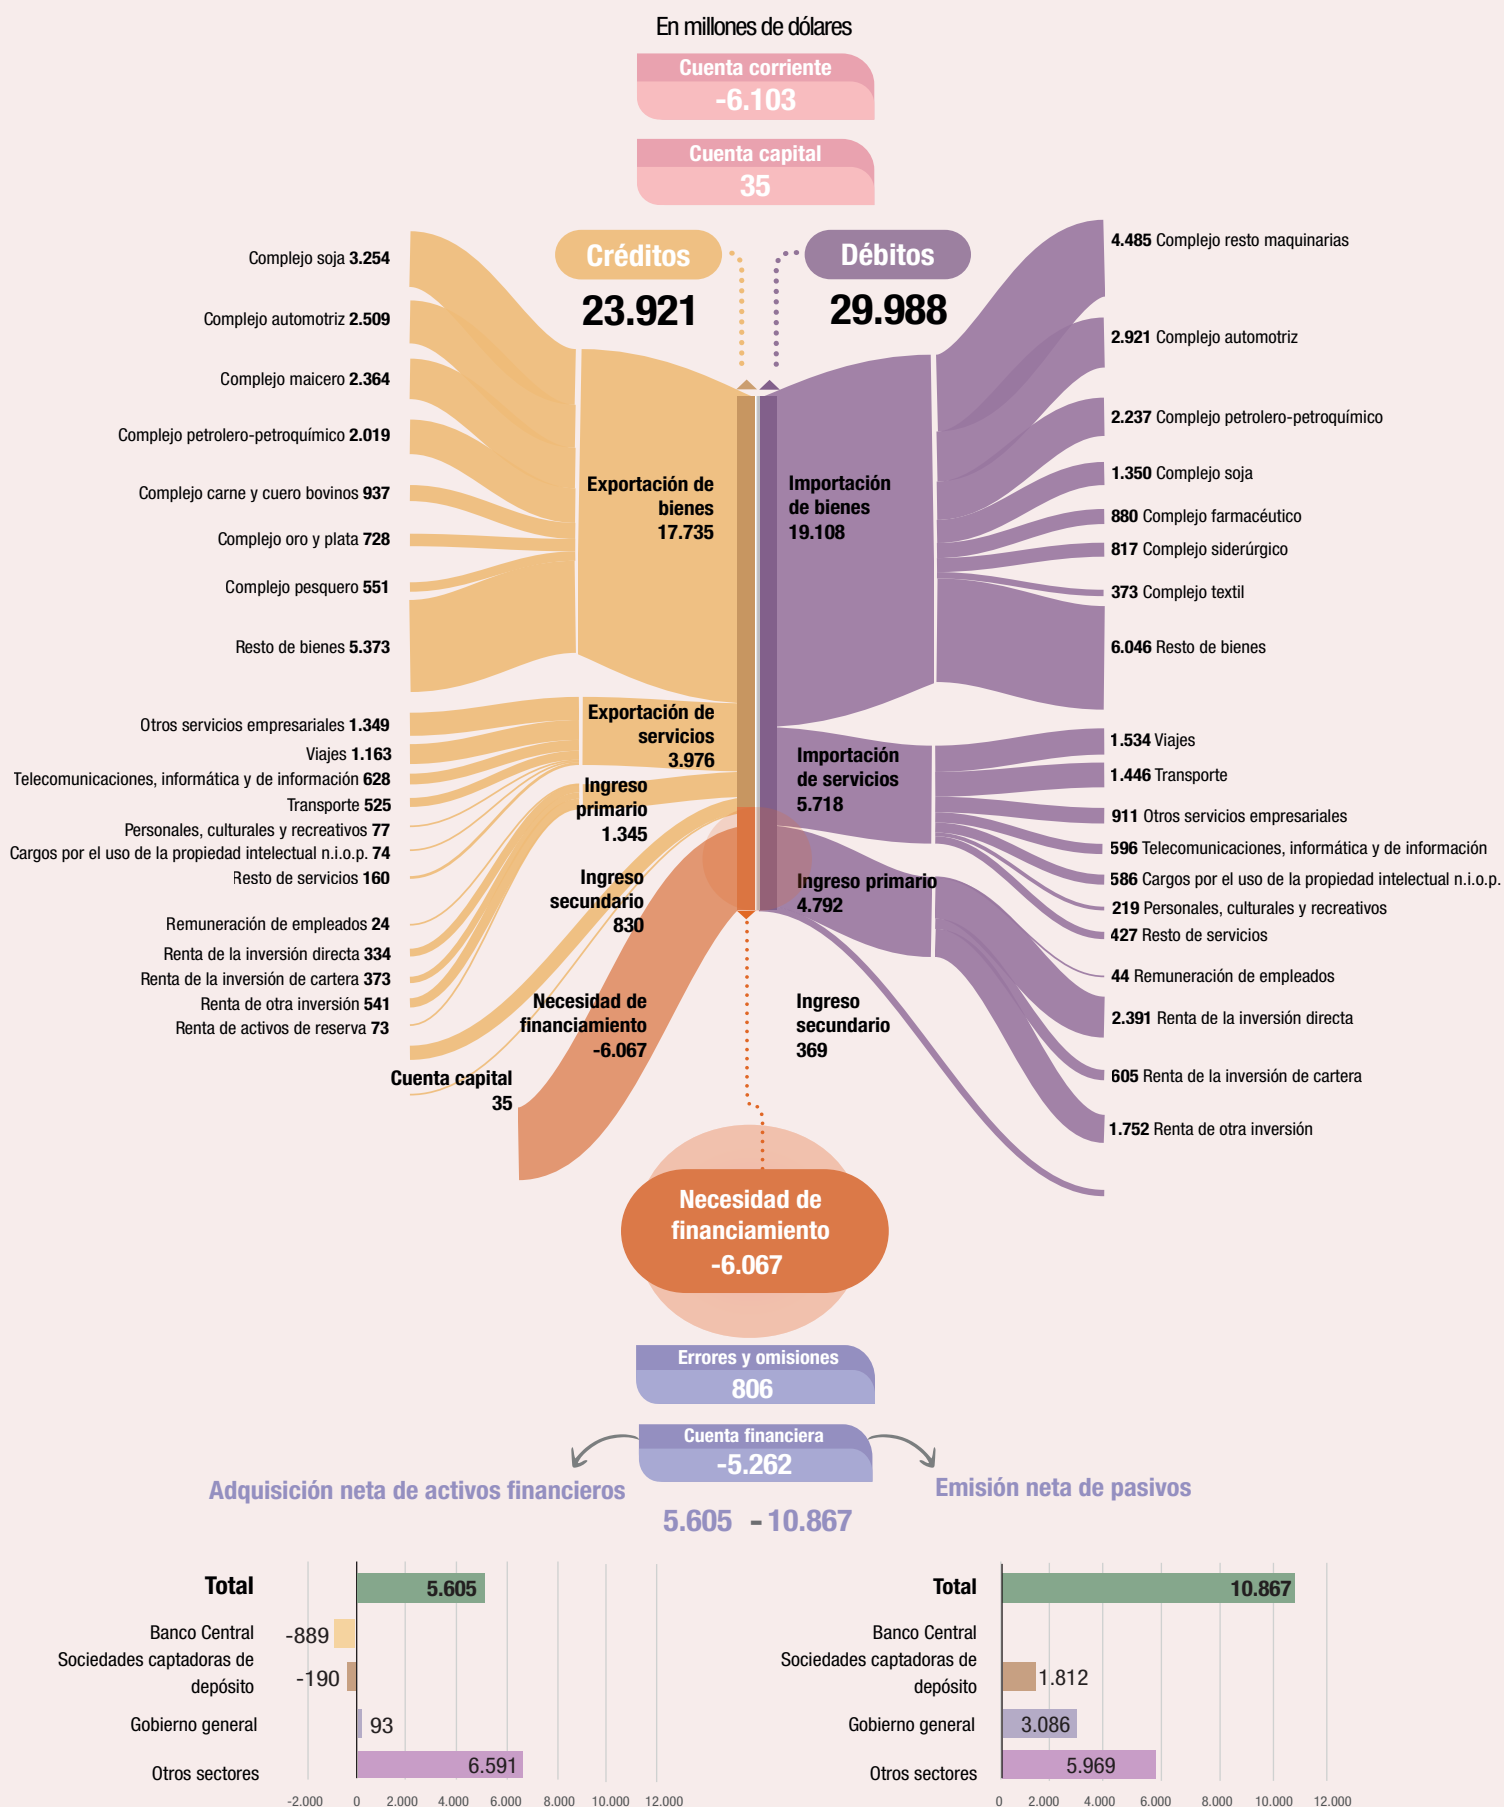 En millones de dólares
Cuenta corriente
-6.103
Cuenta capital
35
Créditos
23.921
Débitos
29.988
Complejo soja 3.254
Complejo automotriz 2.509
Complejo maicero 2.364
Complejo petrolero-petroquímico 2.019
Complejo carne y cuero bovinos 937
Complejo oro y plata 728
Complejo pesquero 551
Resto de bienes 5.373
Otros servicios empresariales 1.349
Viajes 1.163
Telecomunicaciones, informática y de información 628
Transporte 525
Personales, culturales y recreativos 77
Cargos por el uso de la propiedad intelectual n.i.o.p. 74
Resto de servicios 160
Remuneración de empleados 24
Renta de la inversión directa 334
Renta de la inversión de cartera 373
Renta de otra inversión 541
Renta de activos de reserva 73
Exportación de
bienes
17.735
Exportación de
servicios
3.976
Ingreso
primario
1.345
Ingreso
secundario
830
Necesidad de
financiamiento
-6.067
Cuenta capital
35
Importación
de bienes
19.108
Importación
de servicios
5.718
Ingreso primario
4.792
Ingreso
secundario
369
4.485 Complejo resto maquinarias
2.921 Complejo automotriz
2.237 Complejo petrolero-petroquímico
1.350 Complejo soja
880 Complejo farmacéutico
817 Complejo siderúrgico
373 Complejo textil
6.046 Resto de bienes
1.534 Viajes
1.446 Transporte
911 Otros servicios empresariales
596 Telecomunicaciones, informática y de información
586 Cargos por el uso de la propiedad intelectual n.i.o.p.
219 Personales, culturales y recreativos
427 Resto de servicios
44 Remuneración de empleados
2.391 Renta de la inversión directa
605 Renta de la inversión de cartera
1.752 Renta de otra inversión
Necesidad de
financiamiento
-6.067
Errores y omisiones
806
Cuenta financiera
-5.262
Adquisición neta de activos financieros
Emisión neta de pasivos
5.605 - 10.867
Total
5.605
Banco Central
-889
Sociedades captadoras de
depósito
-190
Gobierno general
93
Otros sectores
6.591
-2.000 0 2.000 4.000 6.000 8.000 10.000 12.000
Total
10.867
Banco Central
Sociedades captadoras de
depósito
1.812
Gobierno general
3.086
Otros sectores
5.969
0 2.000 4.000 6.000 8.000 10.000 12.000